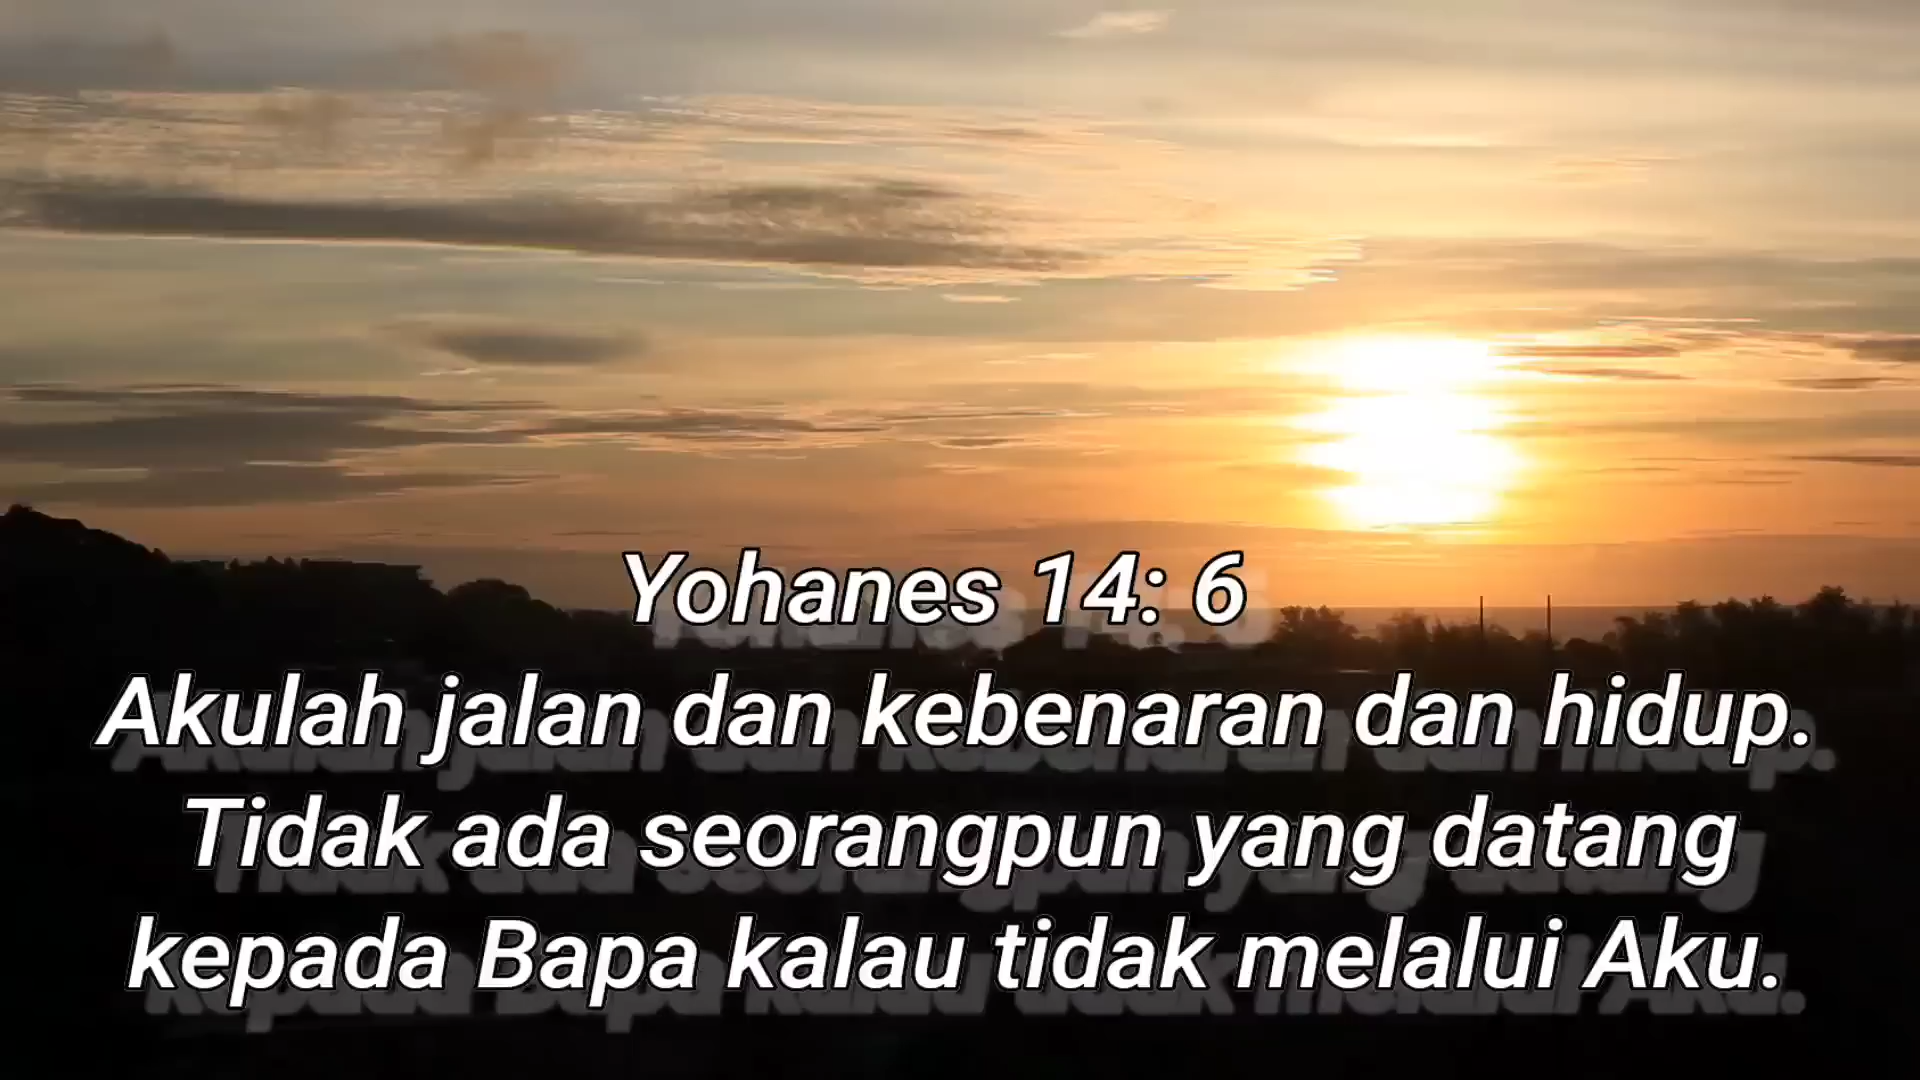 Yohanes 14: 6
Akulah jalan dan kebenaran dan hidup.
Tidak ada seorangpun yang datang
kepada Bapa kalau tidak melalui Aku.